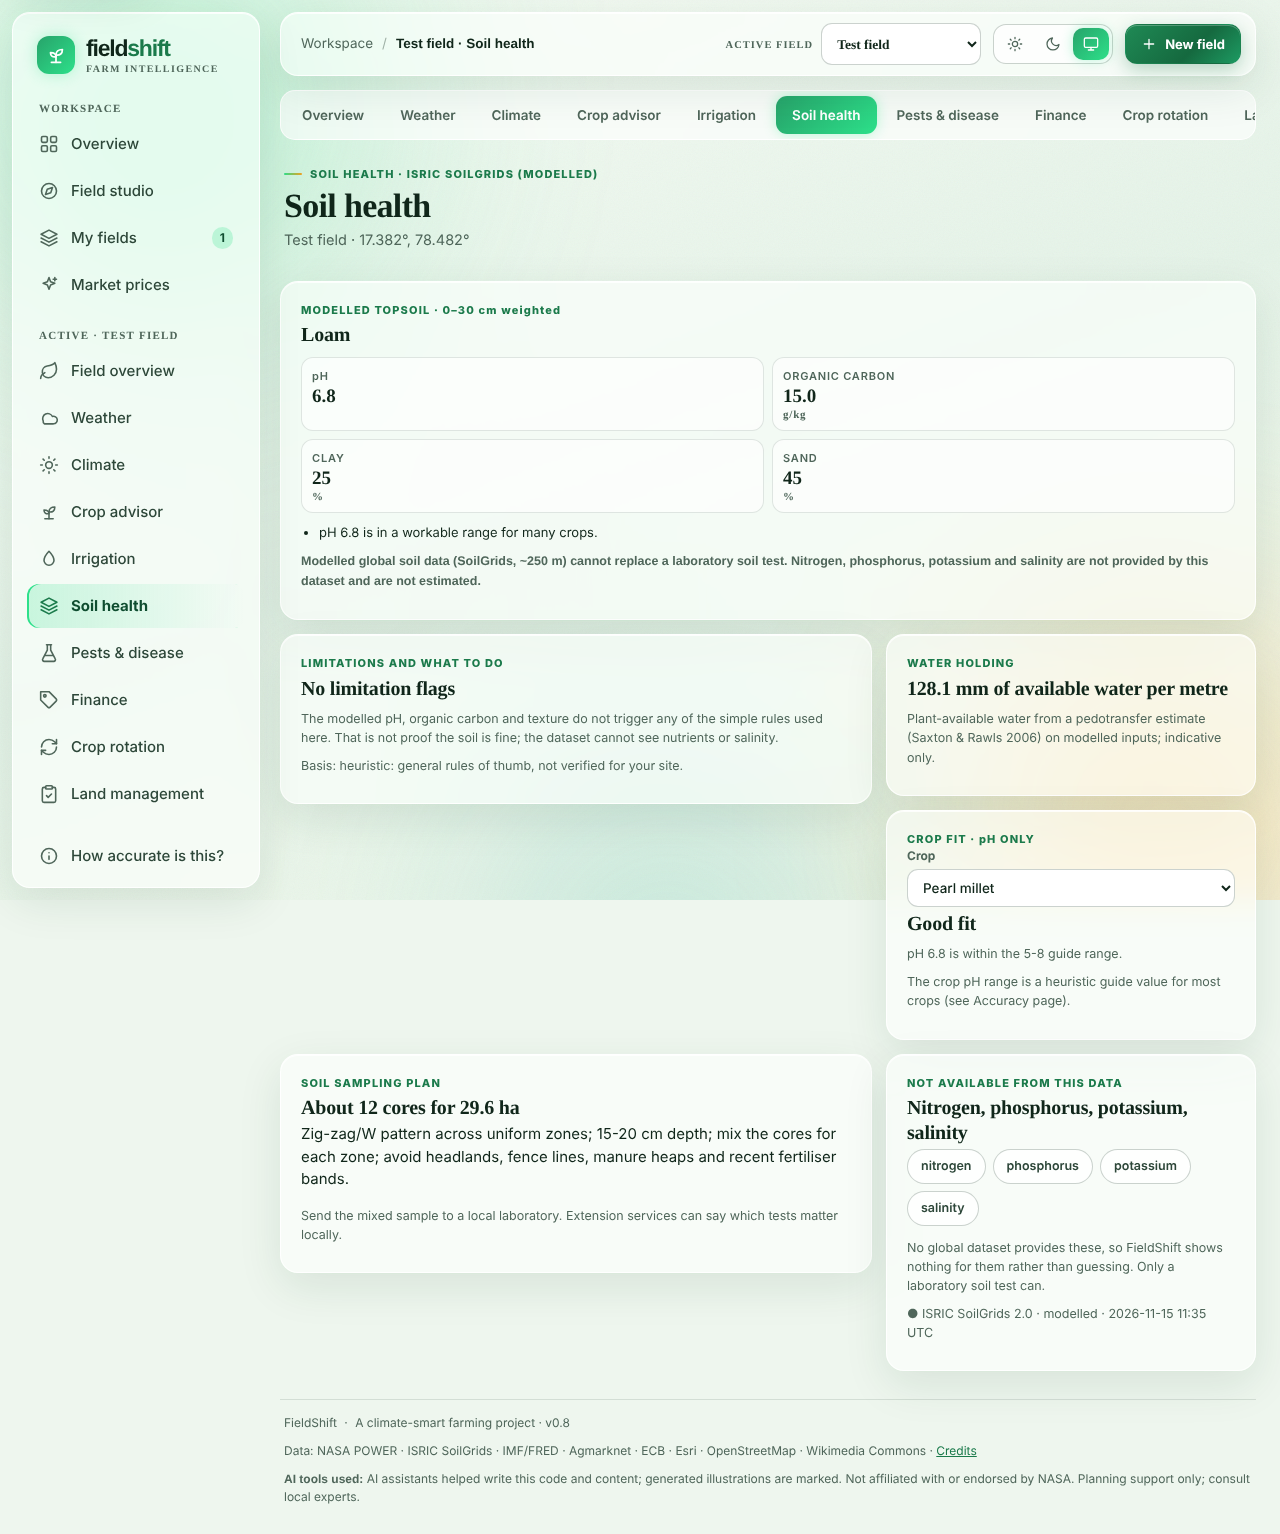 fieldshift
FARM INTELLIGENCE
WORKSPACE
Overview
Field studio
My fields 1
Market prices
ACTIVE · TEST FIELD
Field overview
Weather
Climate
Crop advisor
Irrigation
Soil health
Pests & disease
Finance
Crop rotation
Land management
How accurate is this?
Workspace / Test field · Soil health
ACTIVE FIELD Test field
New field
Overview Weather Climate Crop advisor Irrigation Soil health Pests & disease Finance Crop rotation La
SOIL HEALTH · ISRIC SOILGRIDS (MODELLED)
Soil health
Test field · 17.382°, 78.482°
MODELLED TOPSOIL · 0–30 cm weighted
Loam
pH
6.8
ORGANIC CARBON
15.0
g/kg
CLAY
25
%
SAND
45
%
• pH 6.8 is in a workable range for many crops.
Modelled global soil data (SoilGrids, ~250 m) cannot replace a laboratory soil test. Nitrogen, phosphorus, potassium and salinity are not provided by this
dataset and are not estimated.
LIMITATIONS AND WHAT TO DO
No limitation flags
The modelled pH, organic carbon and texture do not trigger any of the simple rules used
here. That is not proof the soil is fine; the dataset cannot see nutrients or salinity.
Basis: heuristic: general rules of thumb, not verified for your site.
WATER HOLDING
128.1 mm of available water per metre
Plant-available water from a pedotransfer estimate
(Saxton & Rawls 2006) on modelled inputs; indicative
only.
CROP FIT · pH ONLY
Crop
Pearl millet
Good fit
pH 6.8 is within the 5-8 guide range.
The crop pH range is a heuristic guide value for most
crops (see Accuracy page).
SOIL SAMPLING PLAN
About 12 cores for 29.6 ha
Zig-zag/W pattern across uniform zones; 15-20 cm depth; mix the cores for
each zone; avoid headlands, fence lines, manure heaps and recent fertiliser
bands.
Send the mixed sample to a local laboratory. Extension services can say which tests matter
locally.
NOT AVAILABLE FROM THIS DATA
Nitrogen, phosphorus, potassium,
salinity
nitrogen phosphorus potassium
salinity
No global dataset provides these, so FieldShift shows
nothing for them rather than guessing. Only a
laboratory soil test can.
● ISRIC SoilGrids 2.0 · modelled · 2026-11-15 11:35
UTC
FieldShift · A climate-smart farming project · v0.8
Data: NASA POWER · ISRIC SoilGrids · IMF/FRED · Agmarknet · ECB · Esri · OpenStreetMap · Wikimedia Commons · Credits
AI tools used: AI assistants helped write this code and content; generated illustrations are marked. Not affiliated with or endorsed by NASA. Planning support only; consult
local experts.